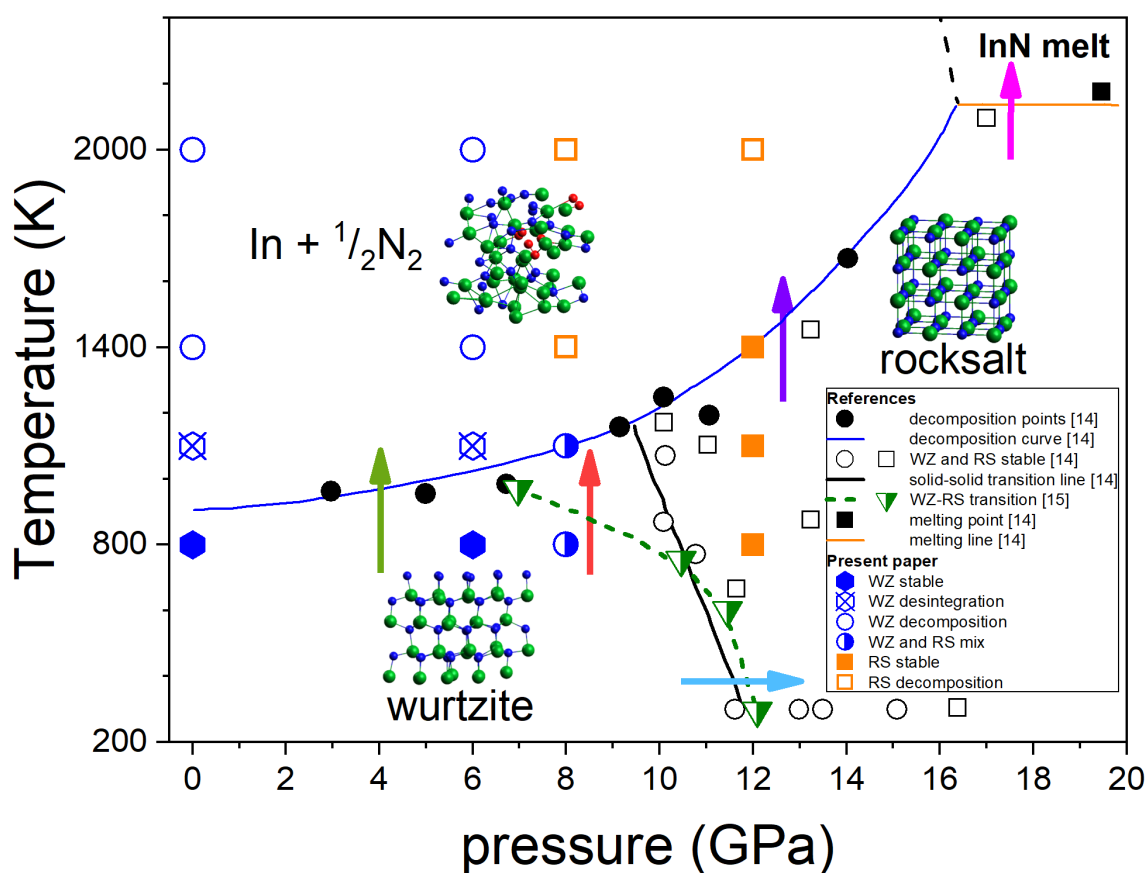 InN melt
2000
In + 1/2N2
1400
rocksalt
References
decomposition points [14]
decomposition curve [14]
WZ and RS stable [14]
solid-solid transition line [14]
WZ-RS transition [15]
melting point [14]
melting line [14]
Present paper
WZ stable
WZ desintegration
WZ decomposition
WZ and RS mix
RS stable
RS decomposition
800
wurtzite
200
Temperature (K)
0 2 4 6 8 10 12 14 16 18 20
pressure (GPa)